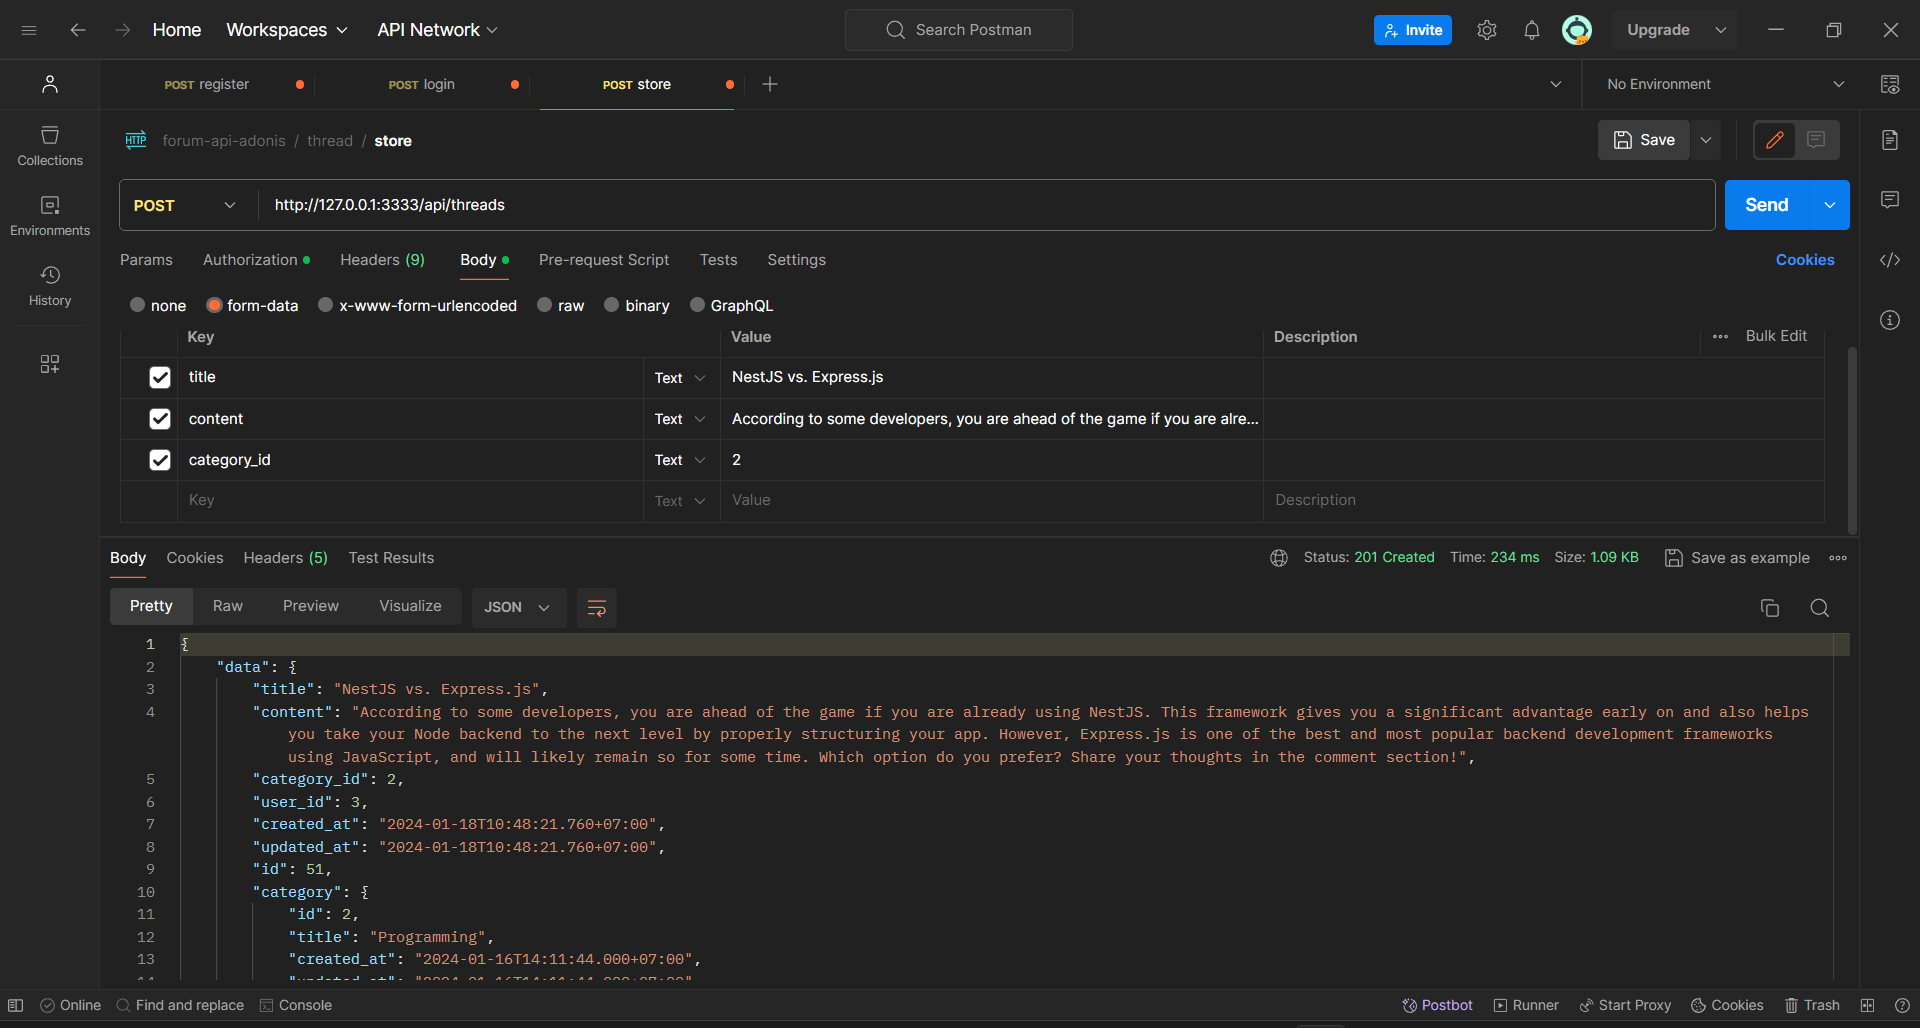 Home Workspaces API Network Search Postman Invite Upgrade
POST register POST login POST store No Environment
HTTP forum-api-adonis / thread / store Save
Collections
POST http://127.0.0.1:3333/api/threads Send
Environments
Params Authorization Headers (9) Body Pre-request Script Tests Settings Cookies
History
none form-data x-www-form-urlencoded raw binary GraphQL
Key Value Description Bulk Edit
title Text NestJS vs. Express.js
content Text According to some developers, you are ahead of the game if you are alre...
category_id Text 2
Key Text Value Description
Body Cookies Headers (5) Test Results Status: 201 Created Time: 234 ms Size: 1.09 KB Save as example
Pretty Raw Preview Visualize JSON
1 {
2 "data": {
3 "title": "NestJS vs. Express.js",
4 "content": "According to some developers, you are ahead of the game if you are already using NestJS. This framework gives you a significant advantage early on and also helps
you take your Node backend to the next level by properly structuring your app. However, Express.js is one of the best and most popular backend development frameworks
using JavaScript, and will likely remain so for some time. Which option do you prefer? Share your thoughts in the comment section!",
5 "category_id": 2,
6 "user_id": 3,
7 "created_at": "2024-01-18T10:48:21.760+07:00",
8 "updated_at": "2024-01-18T10:48:21.760+07:00",
9 "id": 51,
10 "category": {
11 "id": 2,
12 "title": "Programming",
13 "created_at": "2024-01-16T14:11:44.000+07:00",
14 "updated_at": "2024-01-16T14:11:44.000+07:00"
Online Find and replace Console Postbot Runner Start Proxy Cookies Trash